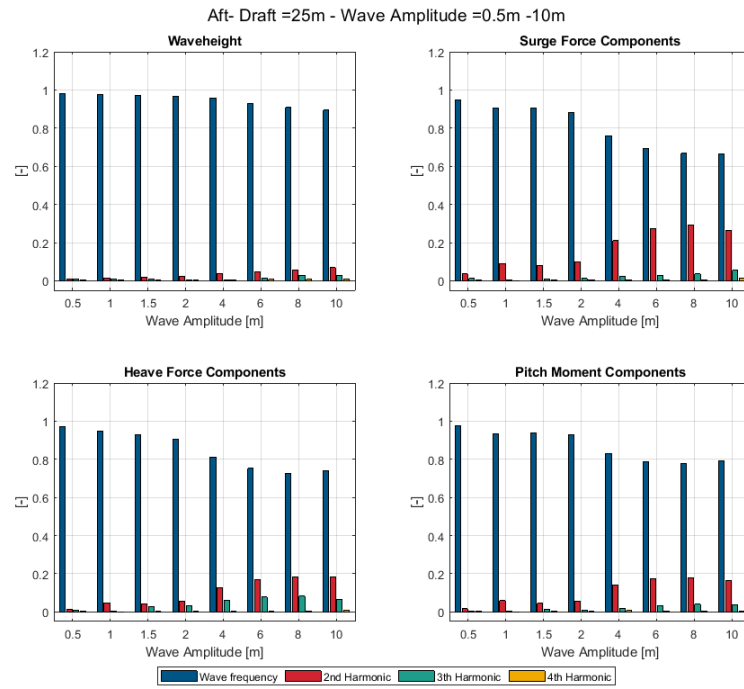 Aft- Draft =25m - Wave Amplitude =0.5m -10m
Waveheight
1.2
1
0.8
0.6
0.4
0.2
0
[-]
0.5 1 1.5 2 4 6 8 10
Wave Amplitude [m]
Surge Force Components
1.2
1
0.8
0.6
0.4
0.2
0
[-]
0.5 1 1.5 2 4 6 8 10
Wave Amplitude [m]
Heave Force Components
1.2
1
0.8
0.6
0.4
0.2
0
[-]
0.5 1 1.5 2 4 6 8 10
Wave Amplitude [m]
Pitch Moment Components
1.2
1
0.8
0.6
0.4
0.2
0
[-]
0.5 1 1.5 2 4 6 8 10
Wave Amplitude [m]
Wave frequency 2nd Harmonic 3th Harmonic 4th Harmonic